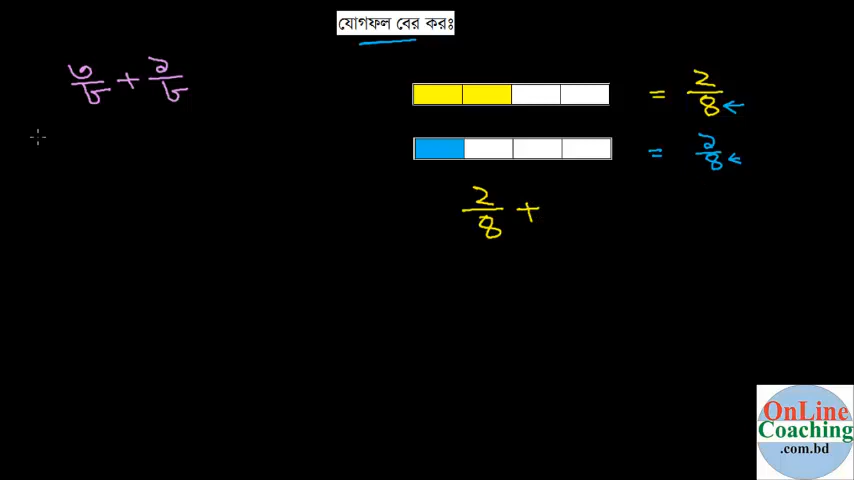 যোগফল বের করঃ
৩/৮ + ১/৮
= ২/৪
= ১/৪
২/৪ +
OnLine
Coaching
.com.bd